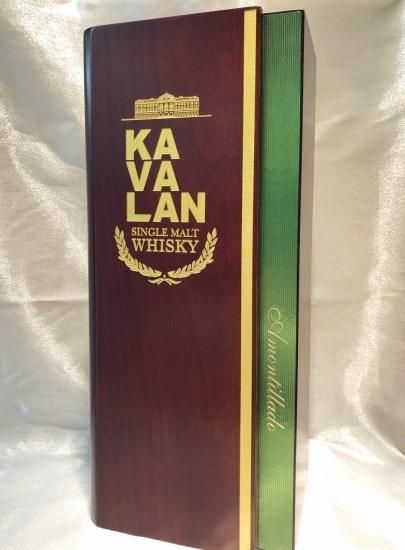 KA
VA
LAN
SINGLE MALT
WHISKY
Amontillado